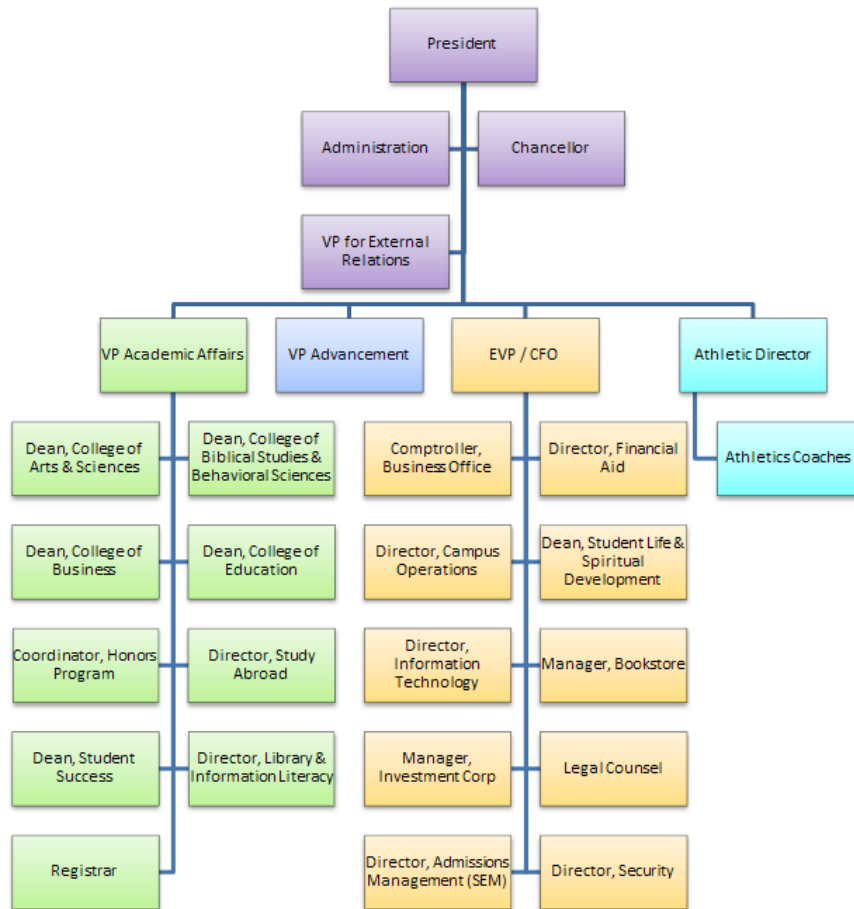 President
Administration
Chancellor
VP for External
Relations
VP Academic Affairs
VP Advancement
EVP / CFO
Athletic Director
Dean, College of
Arts & Sciences
Dean, College of
Biblical Studies &
Behavioral Sciences
Comptroller,
Business Office
Director, Financial
Aid
Athletics Coaches
Dean, College of
Business
Dean, College of
Education
Director, Campus
Operations
Dean, Student Life &
Spiritual
Development
Coordinator, Honors
Program
Director, Study
Abroad
Director,
Information
Technology
Manager, Bookstore
Dean, Student
Success
Director, Library &
Information Literacy
Manager,
Investment Corp
Legal Counsel
Registrar
Director, Admissions
Management (SEM)
Director, Security